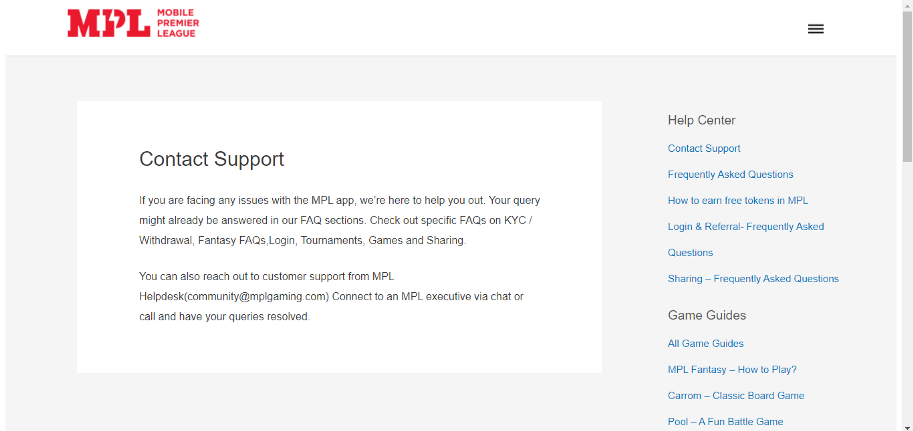 MPL MOBILE
PREMIER
LEAGUE
Contact Support
If you are facing any issues with the MPL app, we're here to help you out. Your query
might already be answered in our FAQ sections. Check out specific FAQs on KYC /
Withdrawal, Fantasy FAQs,Login, Tournaments, Games and Sharing.
You can also reach out to customer support from MPL
Helpdesk(community@mplgaming.com) Connect to an MPL executive via chat or
call and have your queries resolved.
Help Center
Contact Support
Frequently Asked Questions
How to earn free tokens in MPL
Login & Referral- Frequently Asked
Questions
Sharing – Frequently Asked Questions
Game Guides
All Game Guides
MPL Fantasy – How to Play?
Carrom – Classic Board Game
Pool – A Fun Battle Game